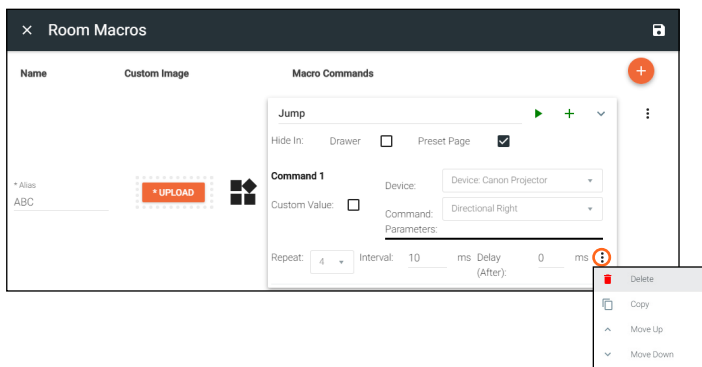 Room Macros
Name Custom Image Macro Commands
Jump
Hide In: Drawer Preset Page
Command 1
Device: Device: Canon Projector
* Alias
ABC
* UPLOAD
Custom Value:
Command: Directional Right
Parameters:
Repeat: 4 Interval: 10 ms Delay (After): 0 ms
Delete
Copy
Move Up
Move Down